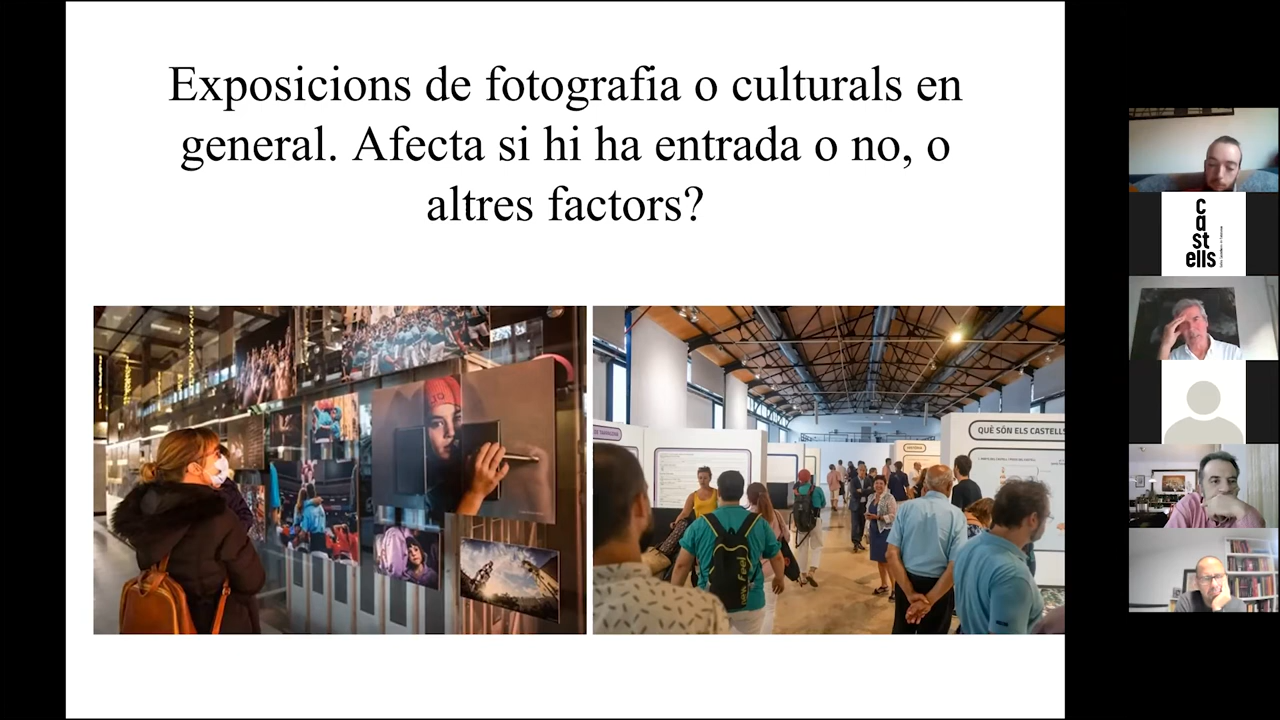 Exposicions de fotografia o culturals en
general. Afecta si hi ha entrada o no, o
altres factors?
QUÈ SÓN ELS CASTELLS
c
a
st
ells